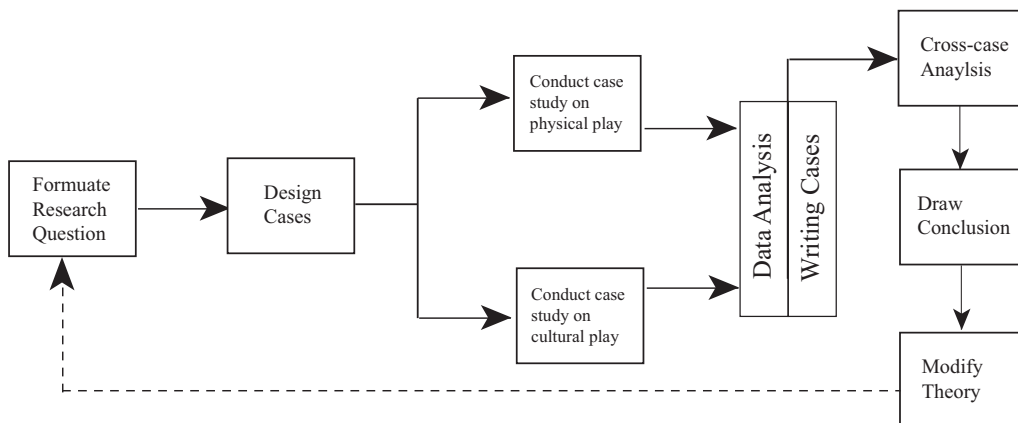 Formuate
Research
Question
Design
Cases
Conduct case
study on
physical play
Conduct case
study on
cultural play
Data Analysis
Writing Cases
Cross-case
Anaylsis
Draw
Conclusion
Modify
Theory